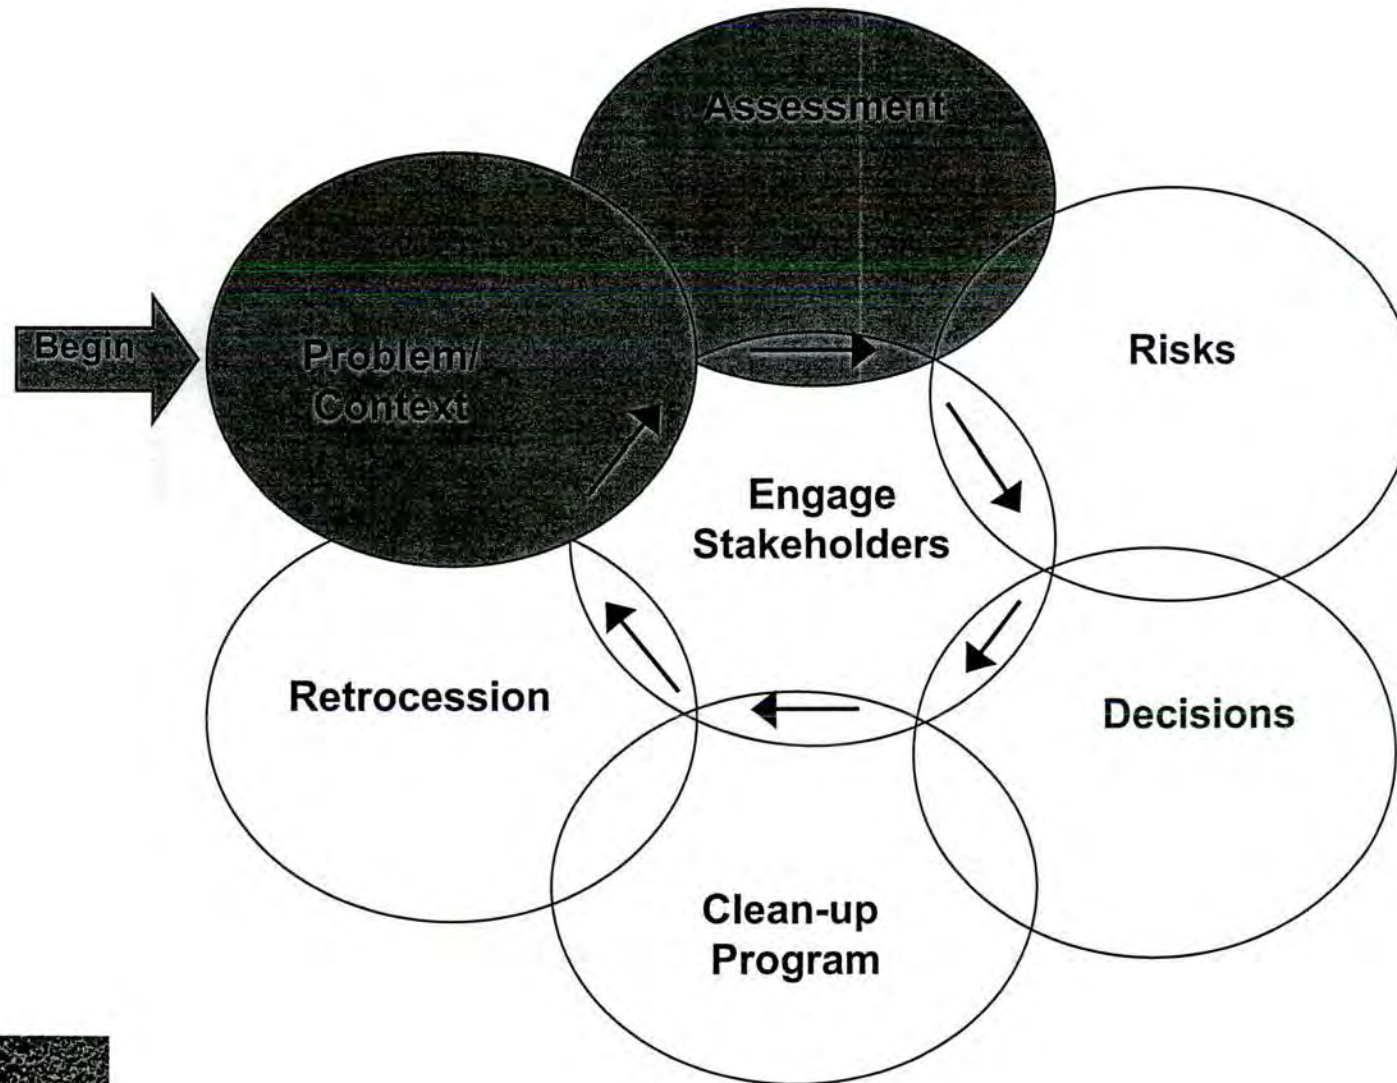 Assessment
Begin
Problem/
Context
Risks
Engage
Stakeholders
Retrocession
Decisions
Clean-up
Program